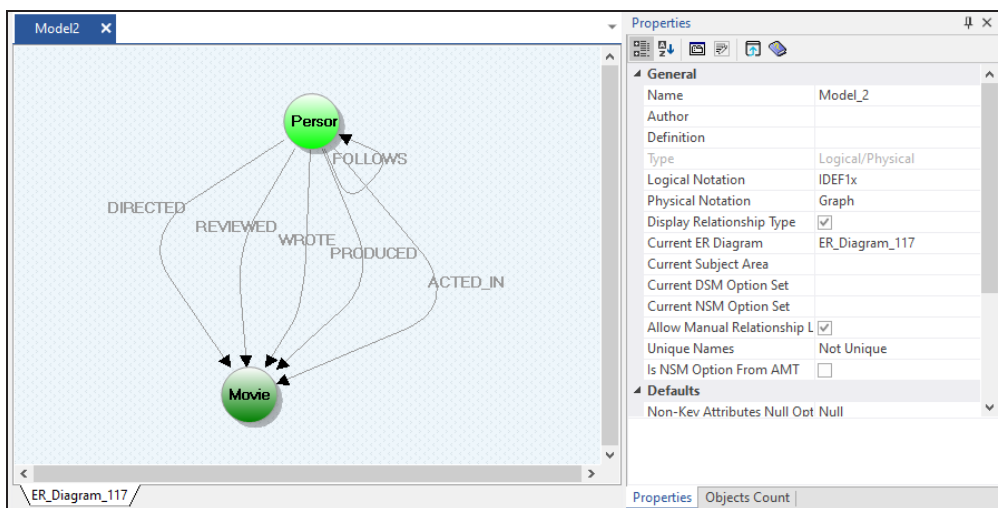 Model2
Person
FOLLOWS
DIRECTED
REVIEWED
WROTE
PRODUCED
ACTED_IN
Movie
ER_Diagram_117
Properties
General
Name Model_2
Author
Definition
Type Logical/Physical
Logical Notation IDEF1x
Physical Notation Graph
Display Relationship Type
Current ER Diagram ER_Diagram_117
Current Subject Area
Current DSM Option Set
Current NSM Option Set
Allow Manual Relationship L
Unique Names Not Unique
Is NSM Option From AMT
Defaults
Non-Key Attributes Null Opt Null
Properties Objects Count